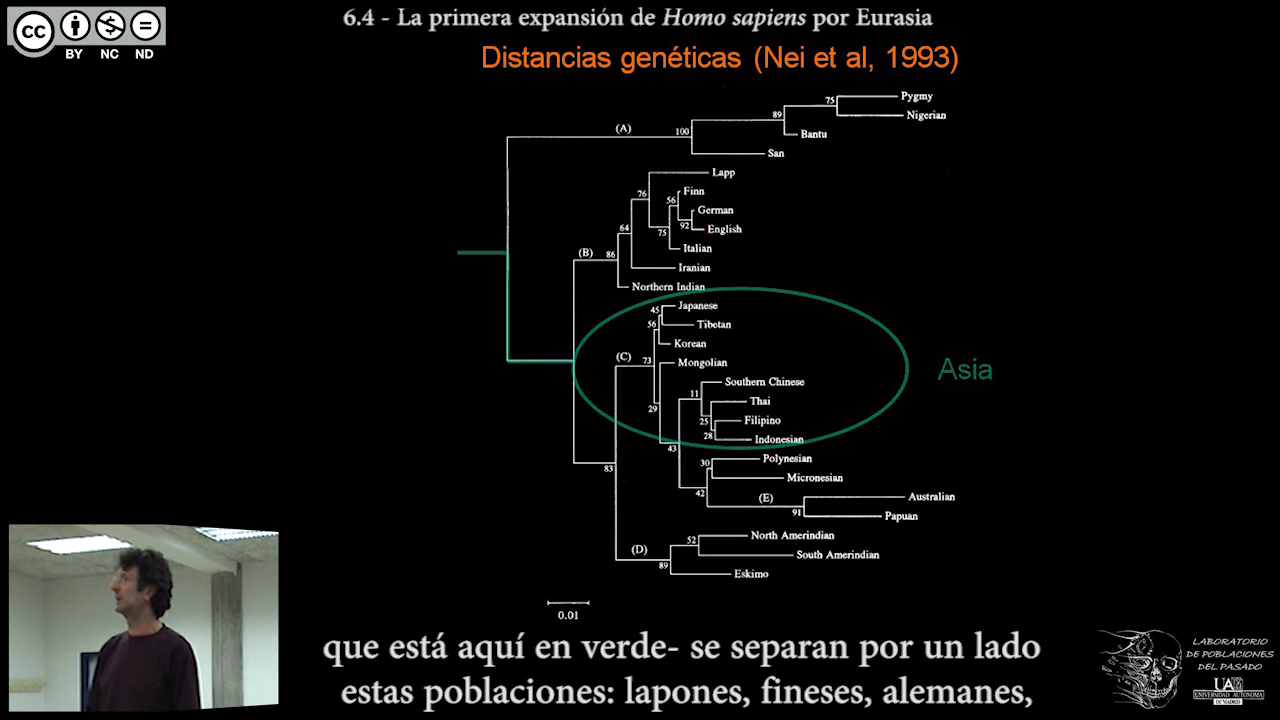 cc
BY NC ND
6.4 - La primera expansión de Homo sapiens por Eurasia
Distancias genéticas (Nei et al, 1993)
75 Pygmy
Nigerian
89
Bantu
(A) 100
San
Lapp
76
Finn
56
German
92 English
75
Italian
64
Iranian
(B) 86
Northern Indian
Japanese
45
Tibetan
56
Korean
(C) 73
Mongolian
Southern Chinese
11
Thai
29
25 Filipino
28 Indonesian
43
Polynesian
30
Micronesian
83
42 (E)
Australian
91 Papuan
North Amerindian
52
South Amerindian
(D)
89
Eskimo
0.01
Asia
que está aquí en verde- se separan por un lado
estas poblaciones: lapones, fineses, alemanes,
LABORATORIO
DE POBLACIONES
DEL PASADO
UA
UNIVERSIDAD AUTONOMA
DE MADRID